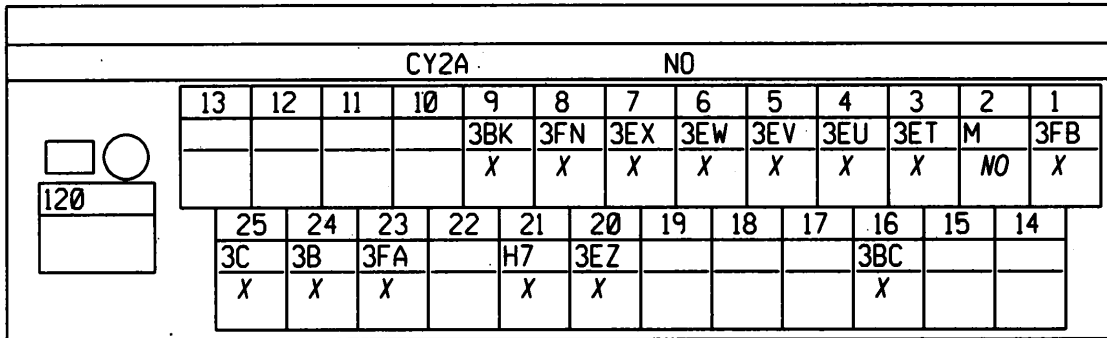 CY2A NO
13 12 11 10 9 8 7 6 5 4 3 2 1
3BK 3FN 3EX 3EW 3EV 3EU 3ET M 3FB
X X X X X X X NO X
120
25 24 23 22 21 20 19 18 17 16 15 14
3C 3B 3FA H7 3EZ 3BC
X X X X X X